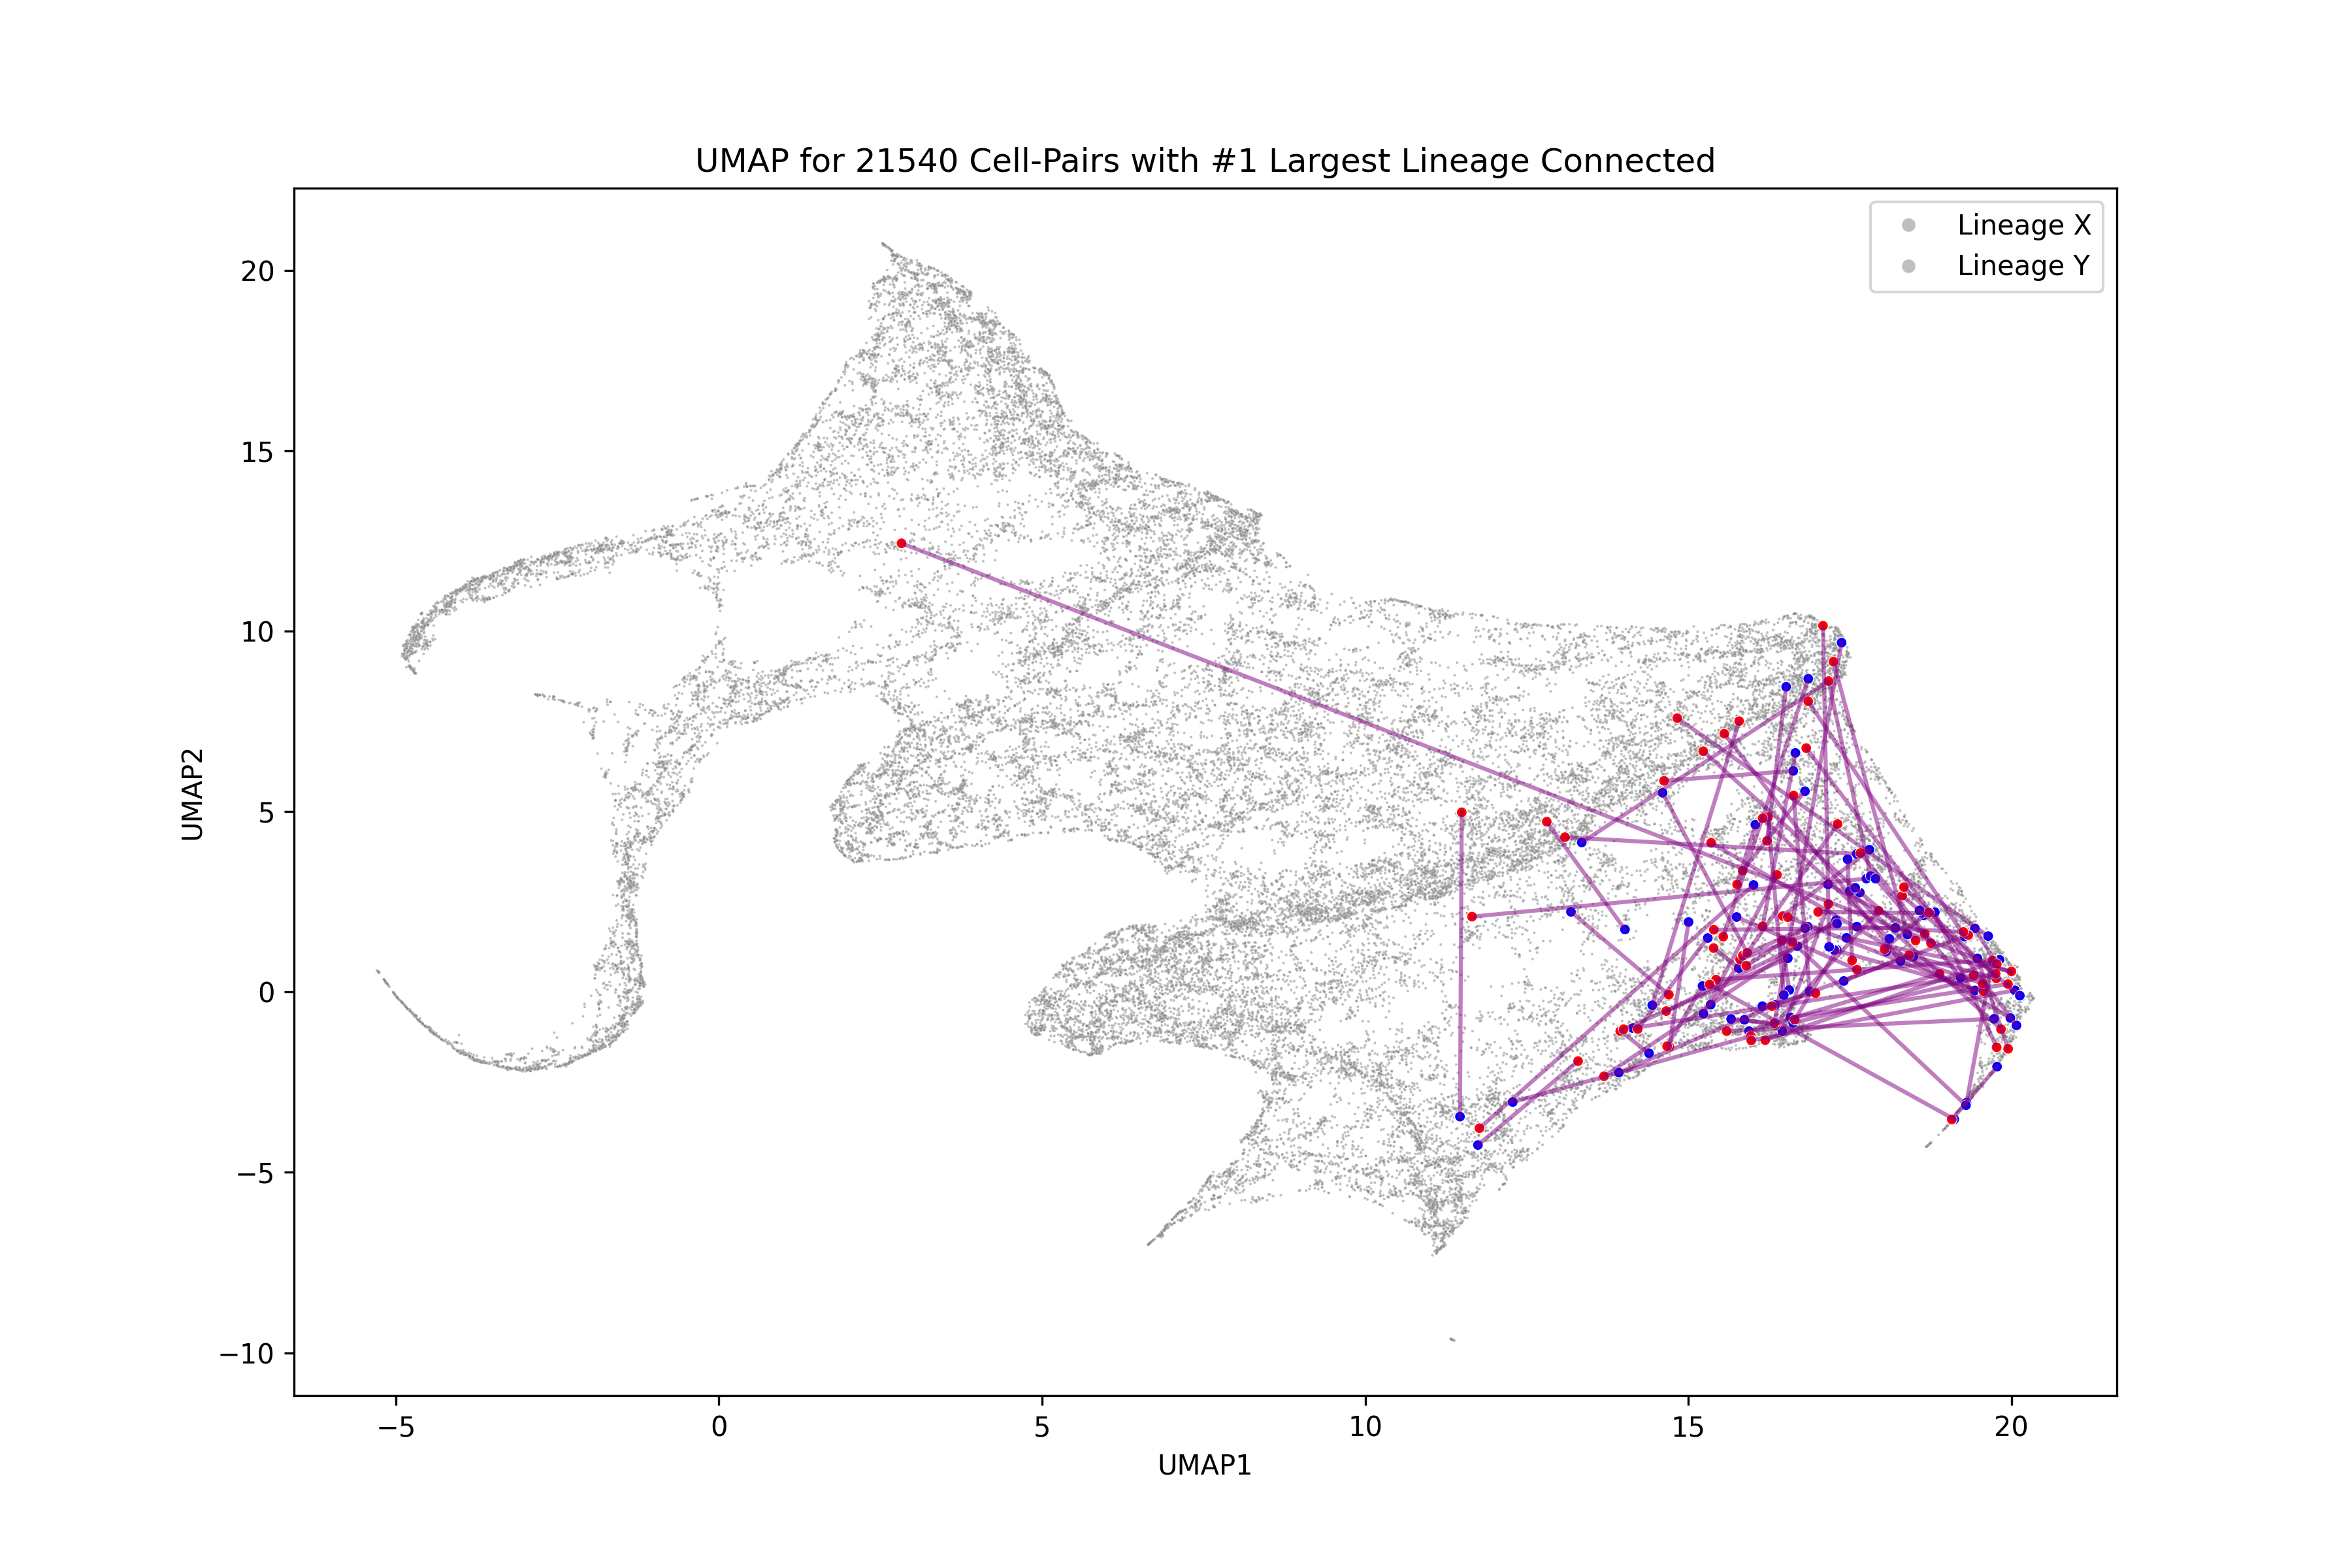 UMAP for 21540 Cell-Pairs with #1 Largest Lineage Connected
Lineage X
Lineage Y
20
15
10
5
0
−5
−10
UMAP2
−5
0
5
10
15
20
UMAP1